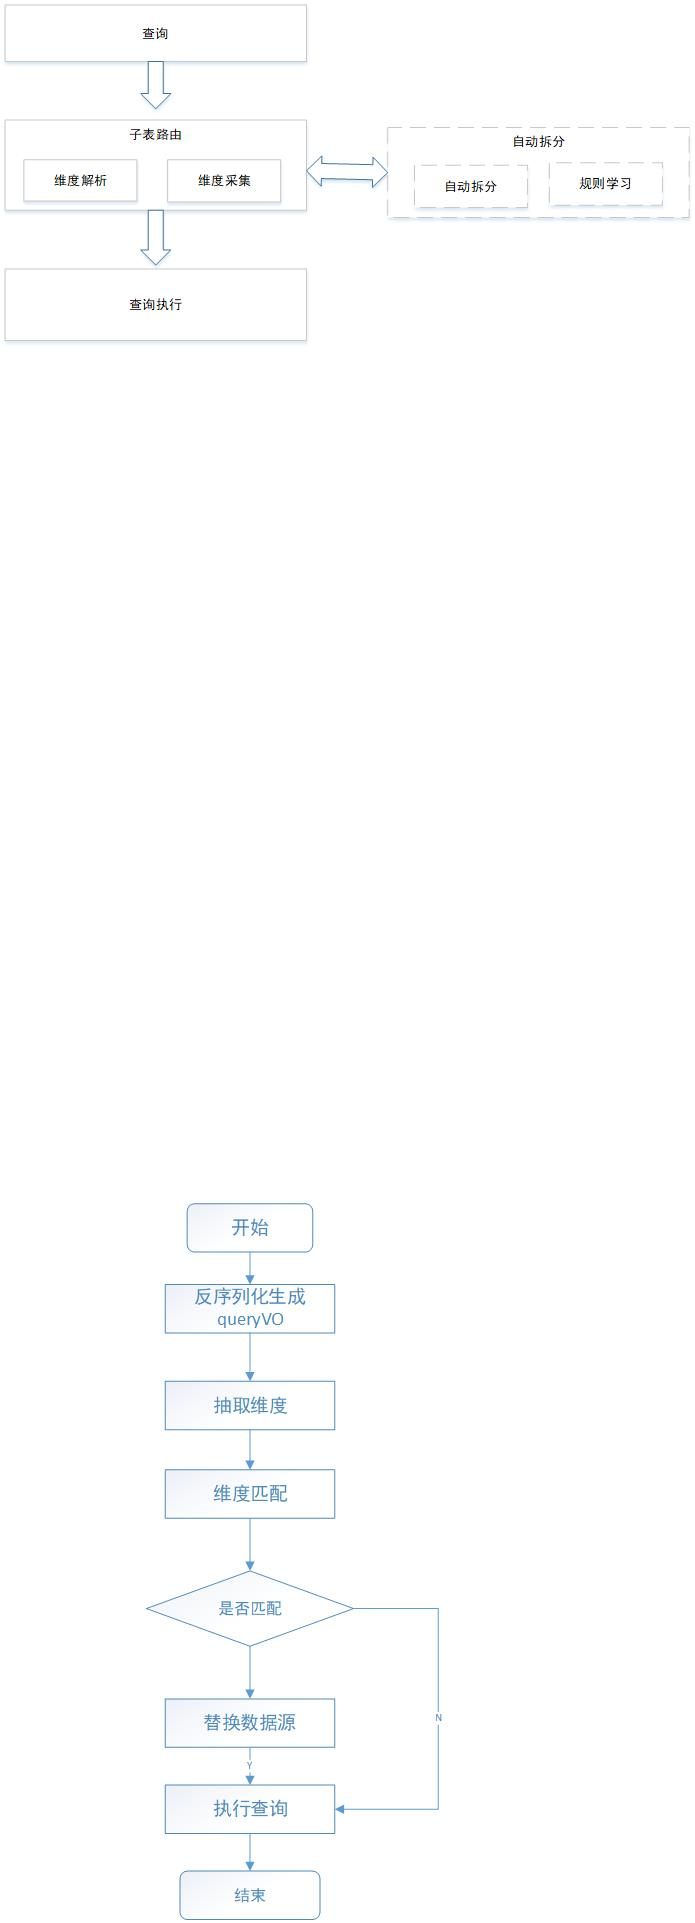 查询
子表路由
维度解析
维度采集
自动拆分
自动拆分
规则学习
查询执行
开始
反序列化生成
queryVO
抽取维度
维度匹配
是否匹配
替换数据源
N
Y
执行查询
结束